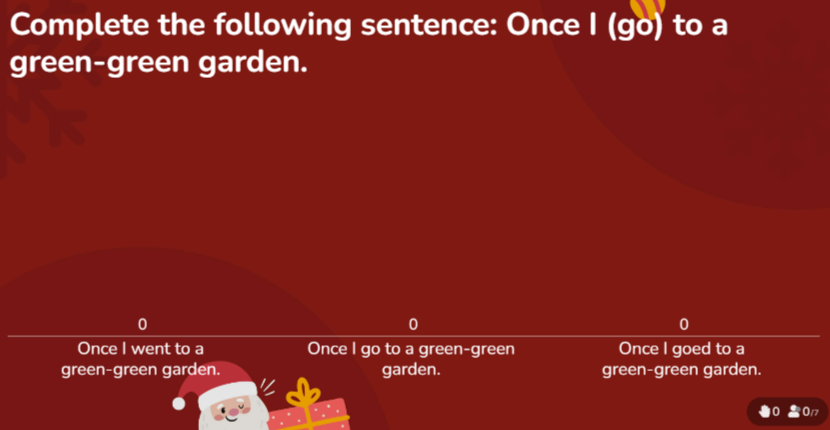 Complete the following sentence: Once I (go) to a
green-green garden.
0
Once I went to a
green-green garden.
0
Once I go to a green-green
garden.
0
Once I goed to a
green-green garden.
0 0/7